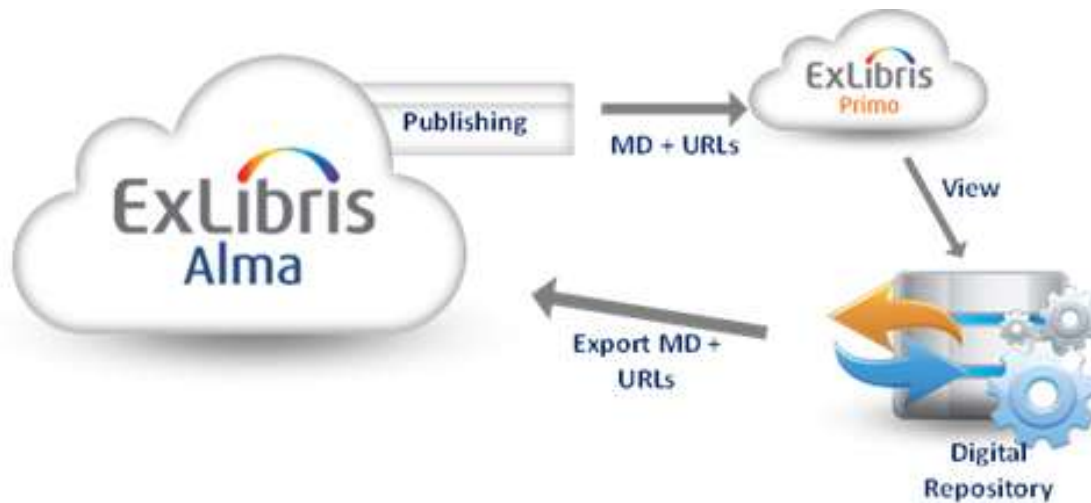 ExLibris
Alma
Publishing
MD + URLs
ExLibris
Primo
View
Export MD +
URLs
Digital
Repository